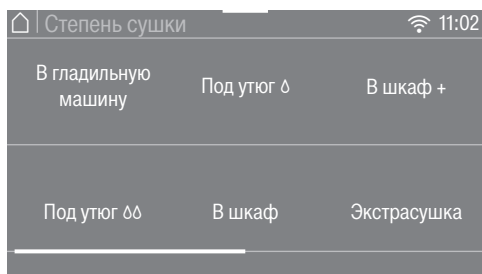 Степень сушки 11:02
В гладильную
машину
Под утюг
В шкаф +
Под утюг
В шкаф
Экстрасушка